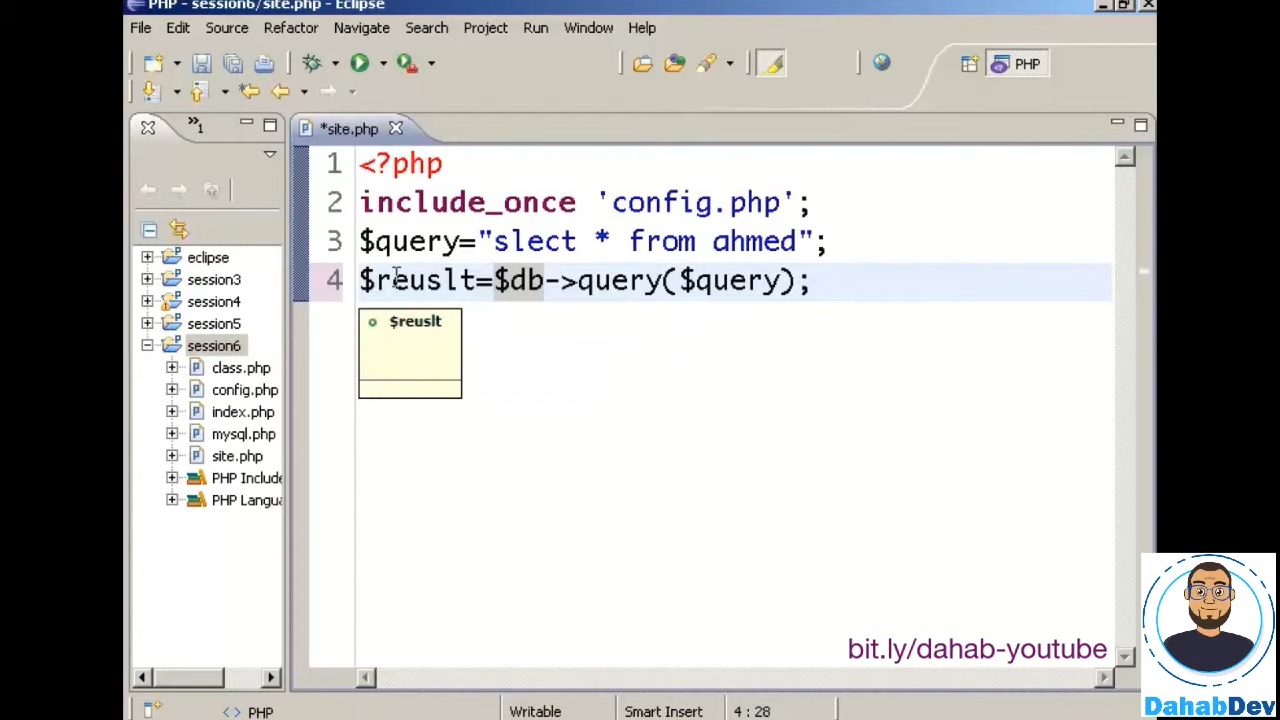 PHP - session6/site.php - Eclipse
File Edit Source Refactor Navigate Search Project Run Window Help
PHP
1
*site.php
1 <?php
2 include_once 'config.php';
3 $query="slect * from ahmed";
4 $reuslt=$db->query($query);
$reuslt
eclipse
session3
session4
session5
session6
class.php
config.php
index.php
mysql.php
site.php
PHP Include
PHP Langua
bit.ly/dahab-youtube
<> PHP
Writable
Smart Insert
4 : 28
DahabDev